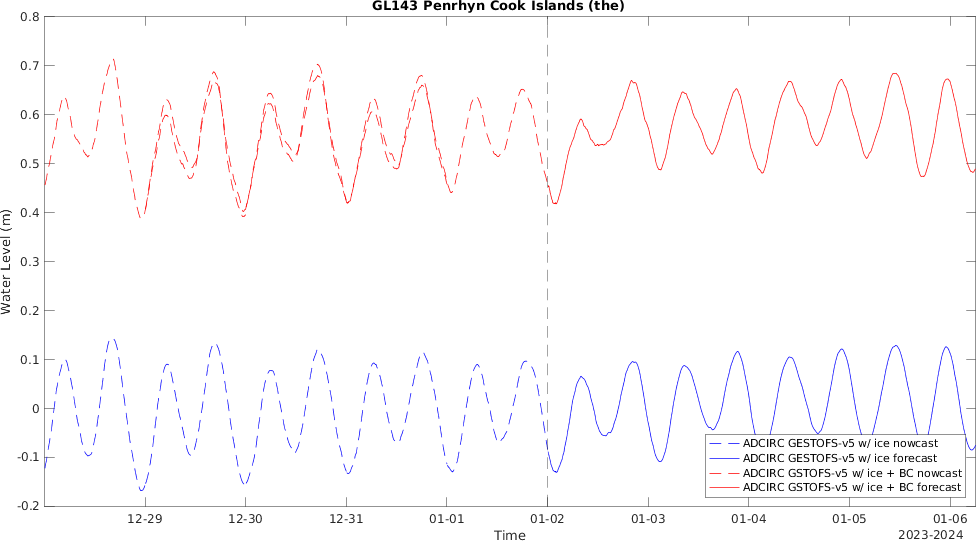 GL143 Penrhyn Cook Islands (the)
0.8
0.7
0.6
0.5
0.4
0.3
0.2
0.1
0
-0.1
-0.2
Water Level (m)
ADCIRC GESTOFS-v5 w/ ice nowcast
ADCIRC GESTOFS-v5 w/ ice forecast
ADCIRC GSTOFS-v5 w/ ice + BC nowcast
ADCIRC GSTOFS-v5 w/ ice + BC forecast
12-29 12-30 12-31 01-01 01-02 01-03 01-04 01-05 01-06
Time
2023-2024